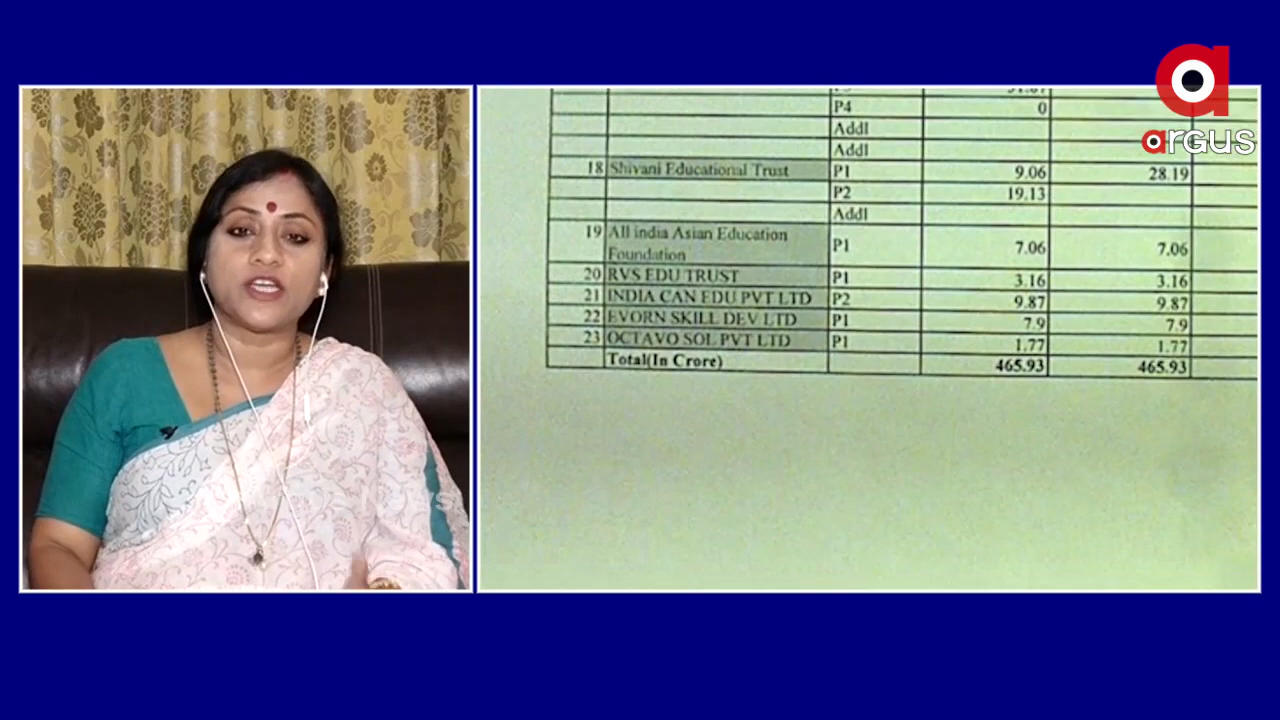 argus
P4 0
Addl
Addl
18 Shivani Educational Trust P1 9.06 28.19
P2 19.13
Addl
19 All india Asian Education
Foundation P1 7.06 7.06
20 RVS EDU TRUST P1 3.16 3.16
21 INDIA CAN EDU PVT LTD P2 9.87 9.87
22 EVORN SKILL DEV LTD P1 7.9 7.9
23 OCTAVO SOL PVT LTD P1 1.77 1.77
Total(In Crore) 465.93 465.93